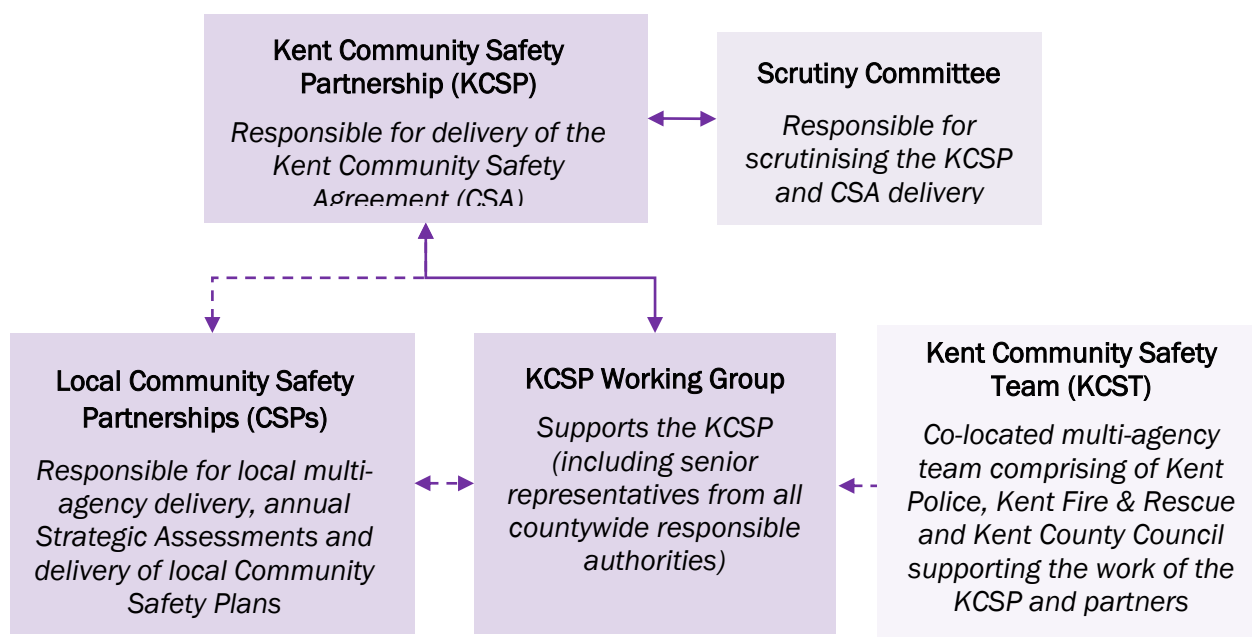 Kent Community Safety
Partnership (KCSP)
Responsible for delivery of the
Kent Community Safety
Agreement (CSA)
Scrutiny Committee
Responsible for
scrutinising the KCSP
and CSA delivery
Local Community Safety
Partnerships (CSPs)
Responsible for local multi-
agency delivery, annual
Strategic Assessments and
delivery of local Community
Safety Plans
KCSP Working Group
Supports the KCSP
(including senior
representatives from all
countywide responsible
authorities)
Kent Community Safety
Team (KCST)
Co-located multi-agency
team comprising of Kent
Police, Kent Fire & Rescue
and Kent County Council
supporting the work of the
KCSP and partners